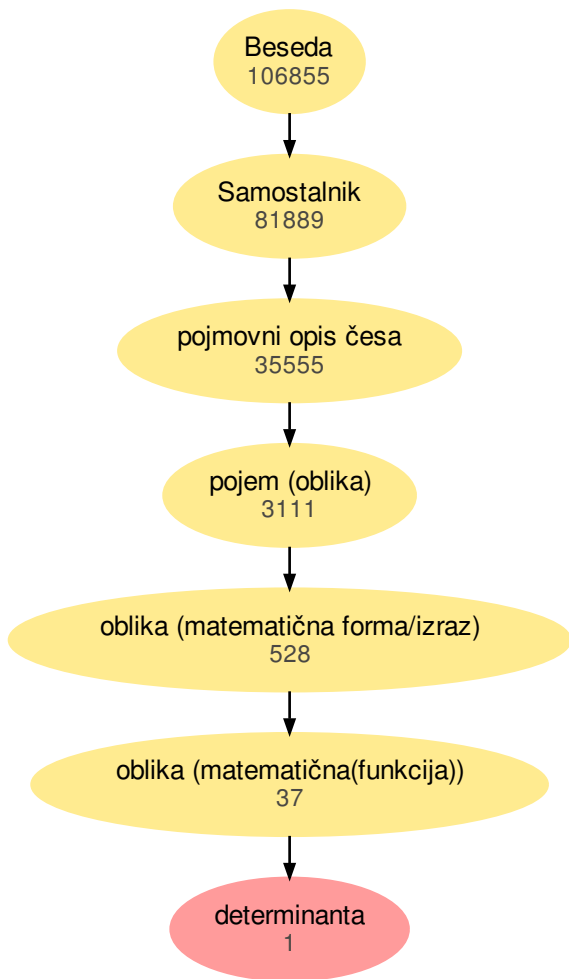 Beseda
106855
Samostalnik
81889
pojmovni opis česa
35555
pojem (oblika)
3111
oblika (matematična forma/izraz)
528
oblika (matematična(funkcija))
37
determinanta
1